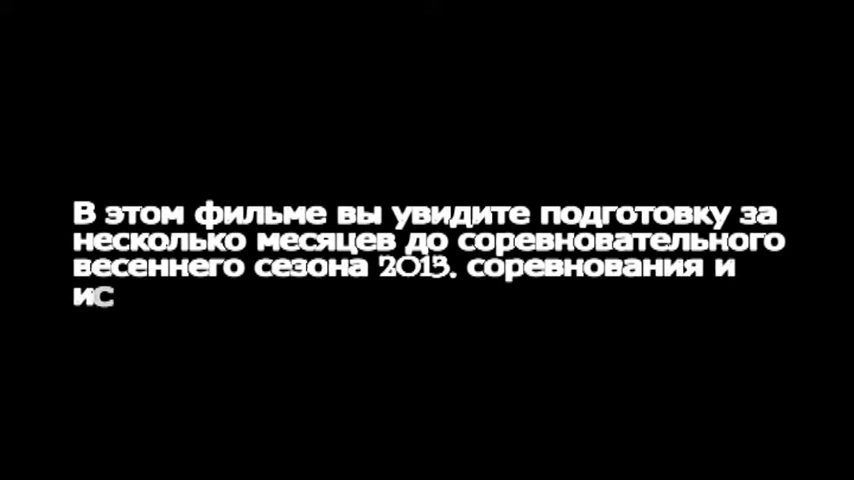 В этом фильме вы увидите подготовку за
несколько месяцев до соревновательного
весеннего сезона 2013. соревнования и
ис